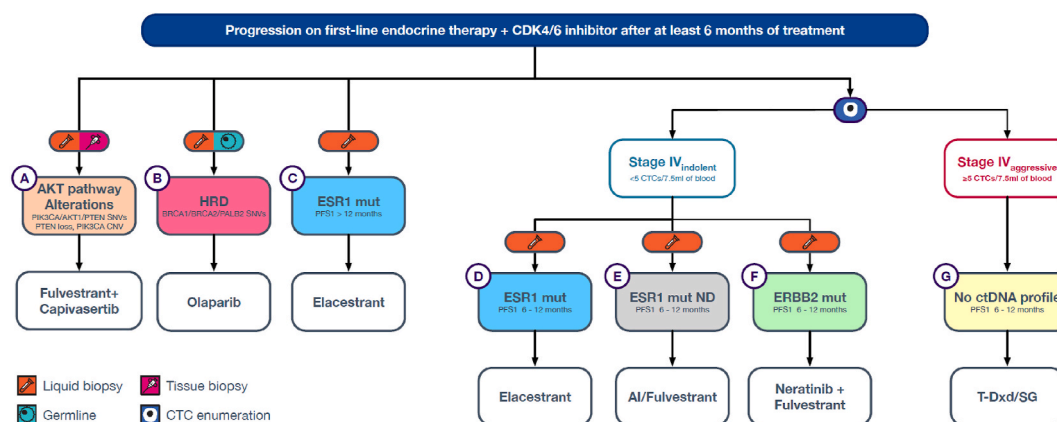 Progression on first-line endocrine therapy + CDK4/6 inhibitor after at least 6 months of treatment
Stage IVindolent
<5 CTCs/7.5ml of blood
Stage IVaggressive
≥5 CTCs/7.5ml of blood
A
AKT pathway
Alterations
PIK3CA/AKT1/PTEN SNVs
PTEN loss, PIK3CA CNV
B
HRD
BRCA1/BRCA2/PALB2 SNVs
C
ESR1 mut
PFS1 > 12 months
Fulvestrant+
Capivasertib
Olaparib
Elacestrant
D
ESR1 mut
PFS1 6 - 12 months
E
ESR1 mut ND
PFS1 6 - 12 months
F
ERBB2 mut
PFS1 6 - 12 months
G
No ctDNA profile
PFS1 6 - 12 months
Elacestrant
AI/Fulvestrant
Neratinib +
Fulvestrant
T-Dxd/SG
Liquid biopsy
Tissue biopsy
Germline
CTC enumeration